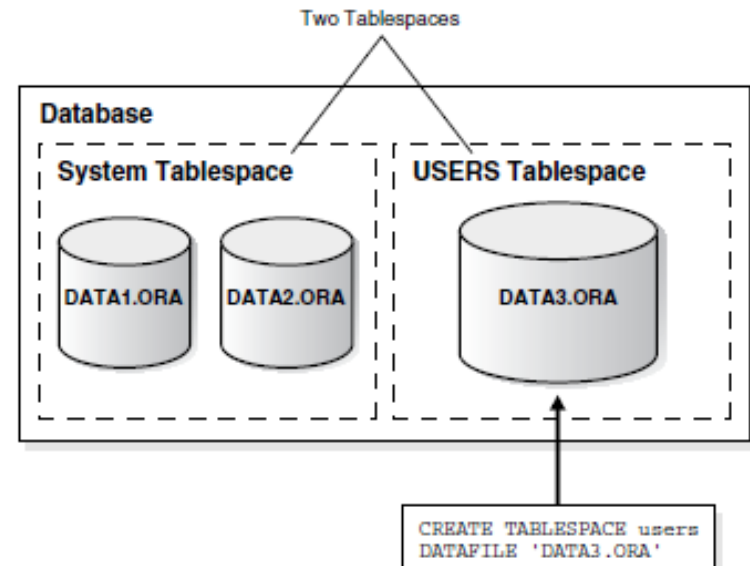 Two Tablespaces
Database
System Tablespace
USERS Tablespace
DATA1.ORA
DATA2.ORA
DATA3.ORA
CREATE TABLESPACE users
DATAFILE 'DATA3.ORA'